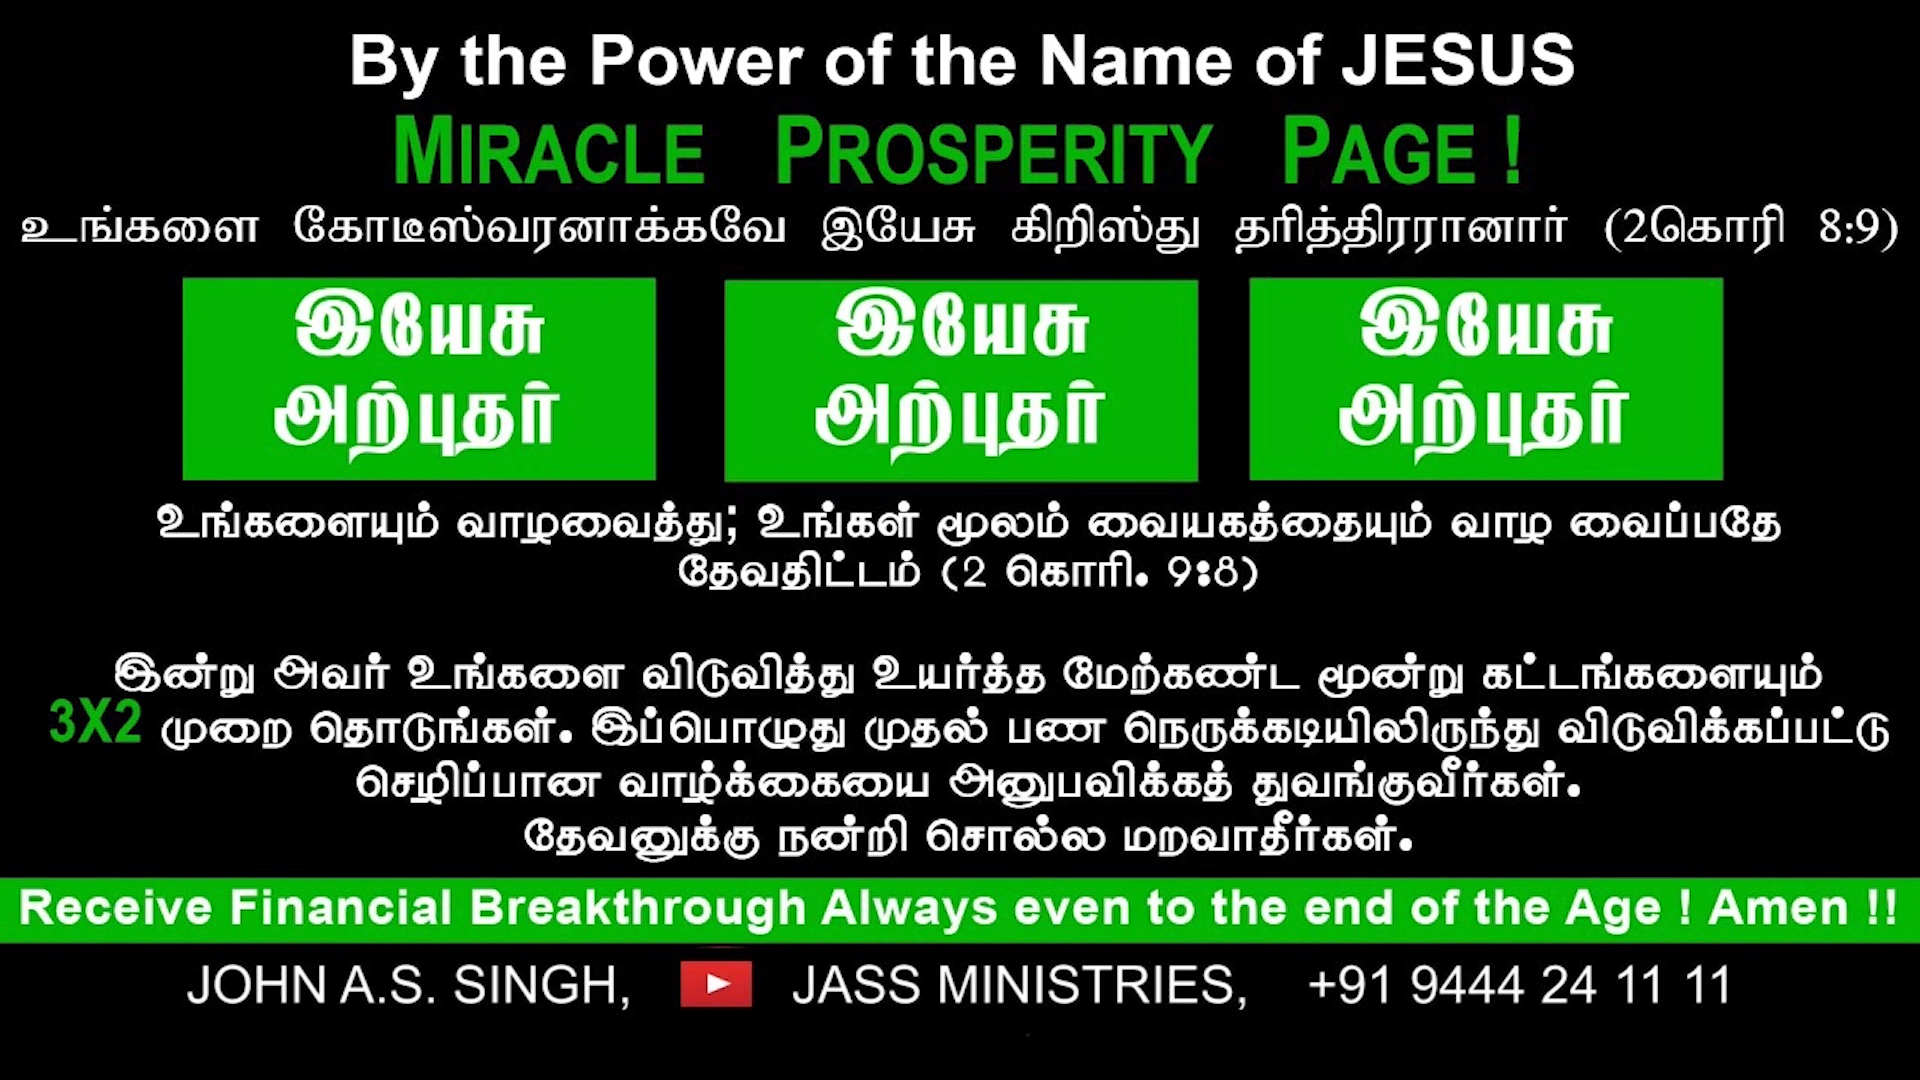 By the Power of the Name of JESUS
MIRACLE PROSPERITY PAGE !
உங்களை கோடீஸ்வரனாக்கவே இயேசு கிறிஸ்து தரித்திரரானார் (2கொரி 8:9)
இயேசு அற்புதர்
இயேசு அற்புதர்
இயேசு அற்புதர்
உங்களையும் வாழவைத்து; உங்கள் மூலம் வையகத்தையும் வாழ வைப்பதே
தேவதிட்டம் (2 கொரி. 9:8)
இன்று அவர் உங்களை விடுவித்து உயர்த்த மேற்கண்ட மூன்று கட்டங்களையும்
3X2 முறை தொடுங்கள். இப்பொழுது முதல் பண நெருக்கடியிலிருந்து விடுவிக்கப்பட்டு
செழிப்பான வாழ்க்கையை அனுபவிக்கத் துவங்குவீர்கள்.
தேவனுக்கு நன்றி சொல்ல மறவாதீர்கள்.
Receive Financial Breakthrough Always even to the end of the Age ! Amen !!
JOHN A.S. SINGH, JASS MINISTRIES, +91 9444 24 11 11